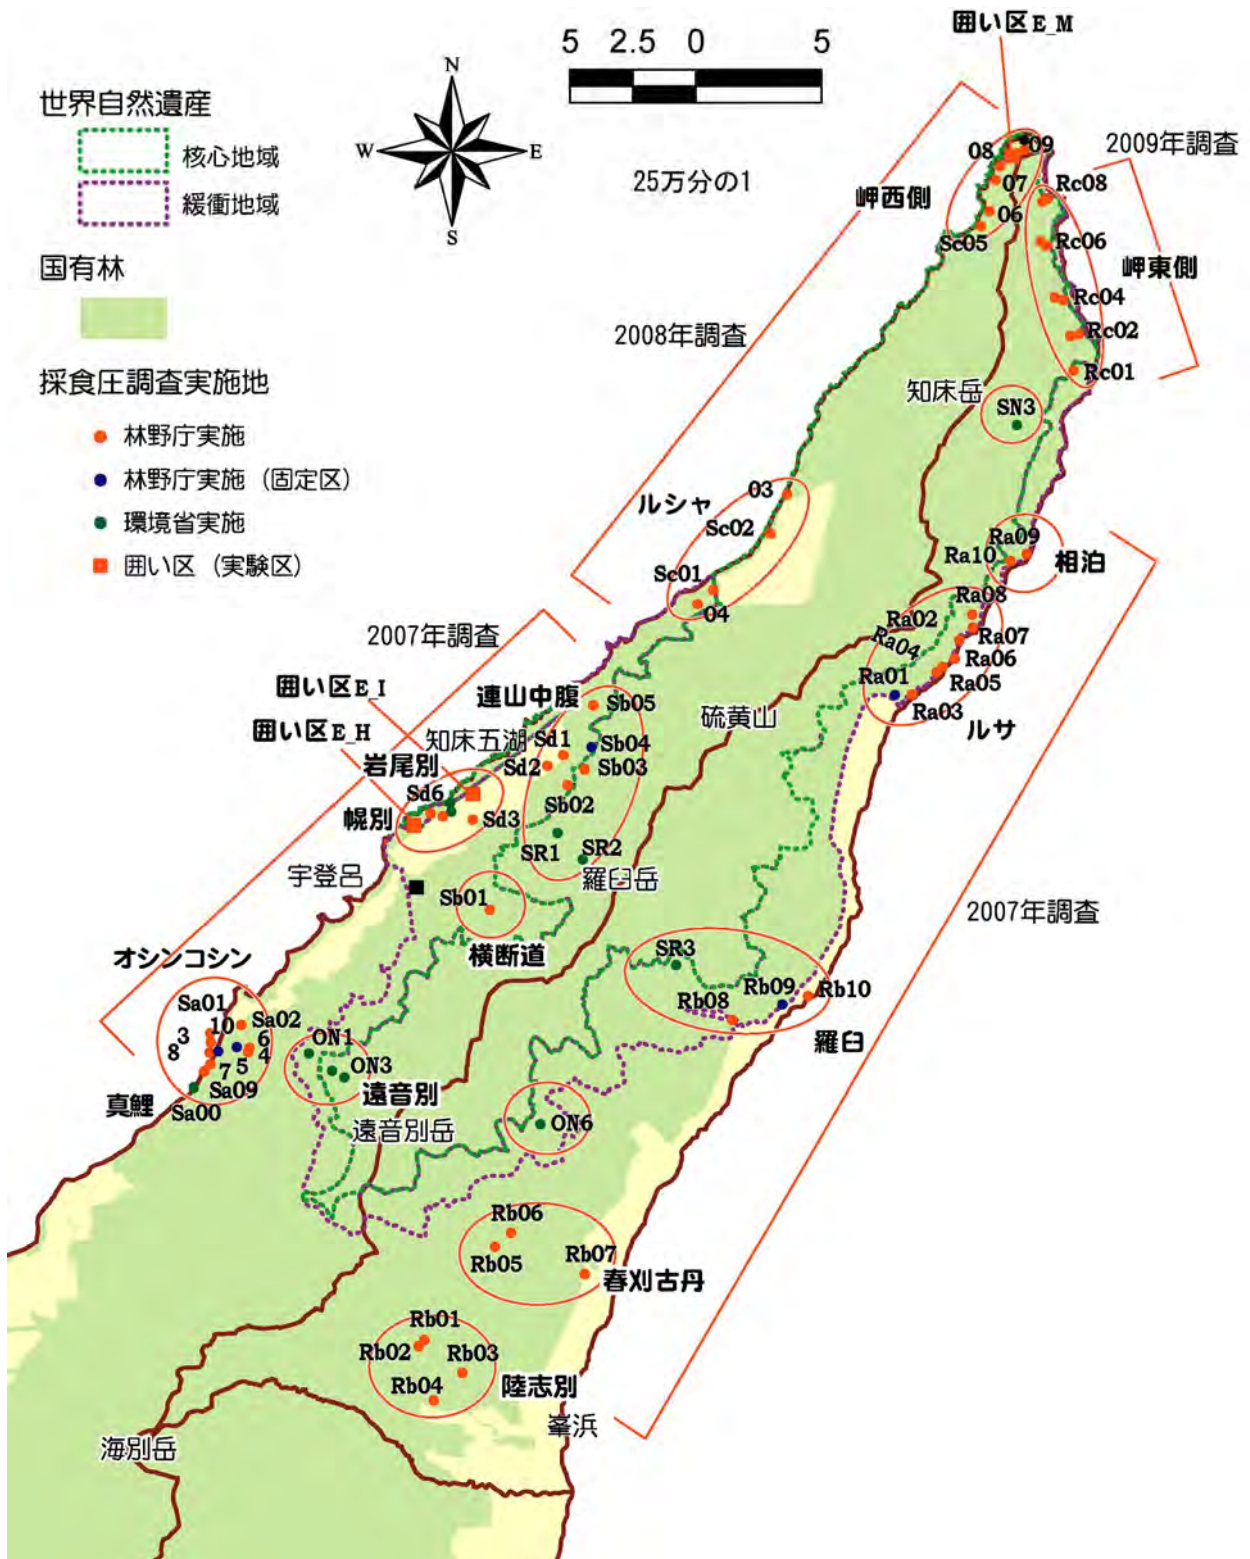 囲い区E_M
5 2.5 0 5
N
W E
S
25万分の1
世界自然遺産
核心地域
緩衝地域
国有林
採食圧調査実施地
林野庁実施
林野庁実施（固定区）
環境省実施
囲い区（実験区）
2009年調査
岬西側
08
09
07
06
Sc05
Rc08
Rc06
岬東側
Rc04
Rc02
Rc01
2008年調査
知床岳
SN3
ルシャ
03
Sc02
Sc01
04
Ra09
Ra10
相泊
Ra08
Ra02
Ra07
Ra04
Ra06
Ra01
Ra05
Ra03
ルサ
2007年調査
囲い区E_I
連山中腹
Sb05
囲い区E_H
知床五湖
硫黄山
Sd1
Sb04
岩尾別
Sd2
Sb03
Sd6
Sb02
幌別
Sd3
SR1
SR2
宇登呂
羅臼岳
Sb01
2007年調査
横断道
オシンコシン
SR3
Rb09
Rb10
Rb08
羅臼
Sa01
10
Sa02
3
6
8
4
7
5
Sa09
真鯉
Sa00
ON1
ON3
遠音別
遠音別岳
ON6
Rb06
Rb05
Rb07
春刈古丹
Rb01
Rb02
Rb03
Rb04
陸志別
峯浜
海別岳